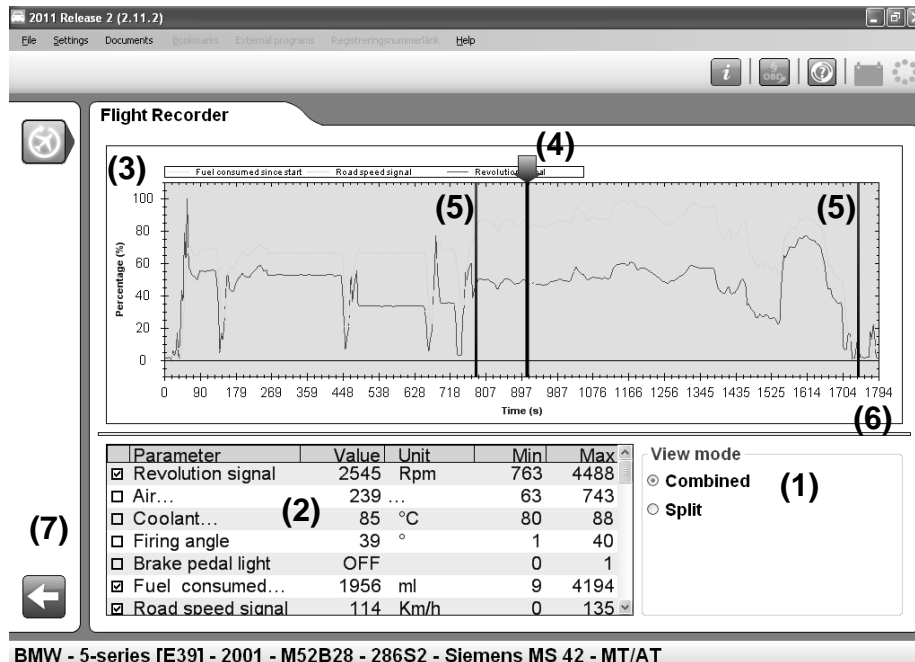 2011 Release 2 (2.11.2)
File Settings Documents Bookmarks External programs Registreringsnummerlänk Help
i § OBD
Flight Recorder
(3) (4)
Fuel consumed since start Road speed signal Revolution signal
(5) (5)
Percentage (%)
100
80
60
40
20
0
0 90 179 269 359 448 538 628 718 807 897 987 1076 1166 1256 1345 1435 1525 1614 1704 1794
Time (s)
(6)
Parameter Value Unit Min Max
Revolution signal 2545 Rpm 763 4488
Air... 239 ... 63 743
Coolant... 85 °C 80 88
Firing angle 39 ° 1 40
Brake pedal light OFF 0 1
Fuel consumed... 1956 ml 9 4194
Road speed signal 114 Km/h 0 135
(2)
View mode
Combined
Split
(1)
(7)
BMW - 5-series [E39] - 2001 - M52B28 - 286S2 - Siemens MS 42 - MT/AT